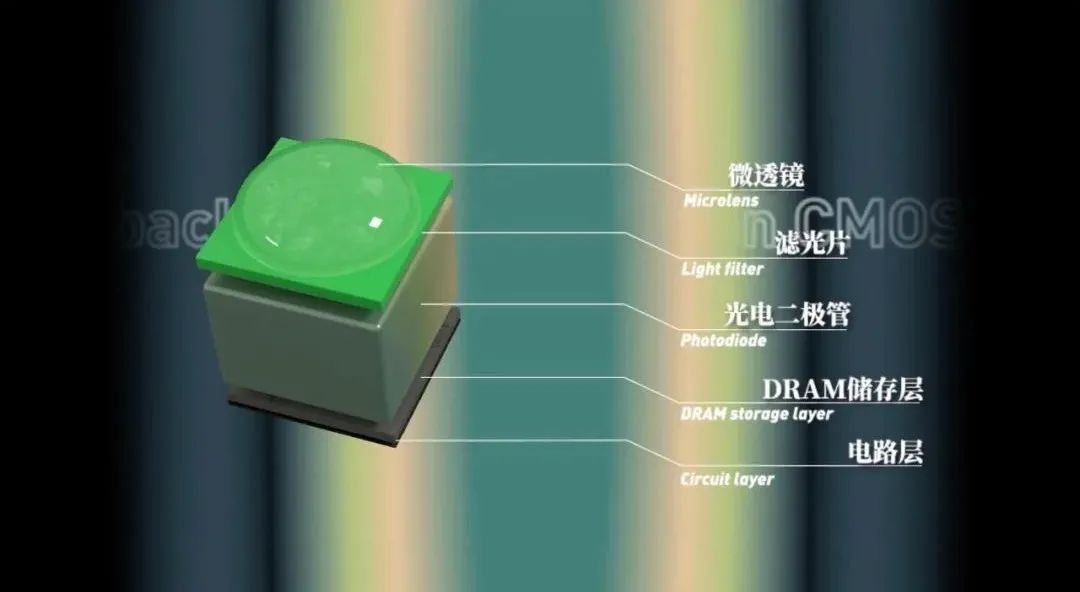 微透镜
Microlens
back
n CMOS
滤光片
Light filter
光电二极管
Photodiode
DRAM储存层
DRAM storage layer
电路层
Circuit layer